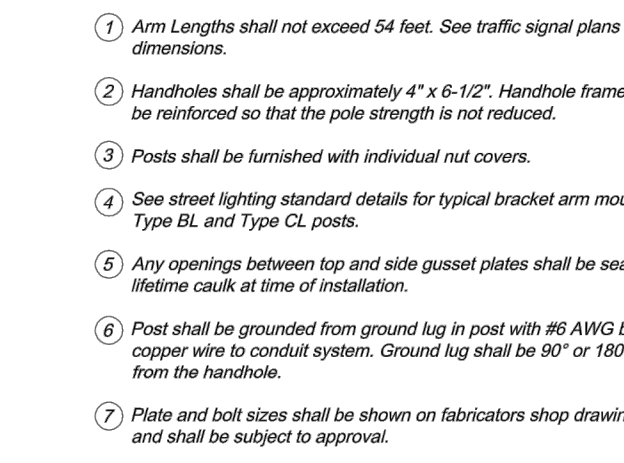 1 Arm Lengths shall not exceed 54 feet. See traffic signal plans
dimensions.
2 Handholes shall be approximately 4" x 6-1/2". Handhole frame
be reinforced so that the pole strength is not reduced.
3 Posts shall be furnished with individual nut covers.
4 See street lighting standard details for typical bracket arm
Type BL and Type CL posts.
5 Any openings between top and side gusset plates shall be
lifetime caulk at time of installation.
6 Post shall be grounded from ground lug in post with #6 AWG
copper wire to conduit system. Ground lug shall be 90° or 180
from the handhole.
7 Plate and bolt sizes shall be shown on fabricators shop
and shall be subject to approval.